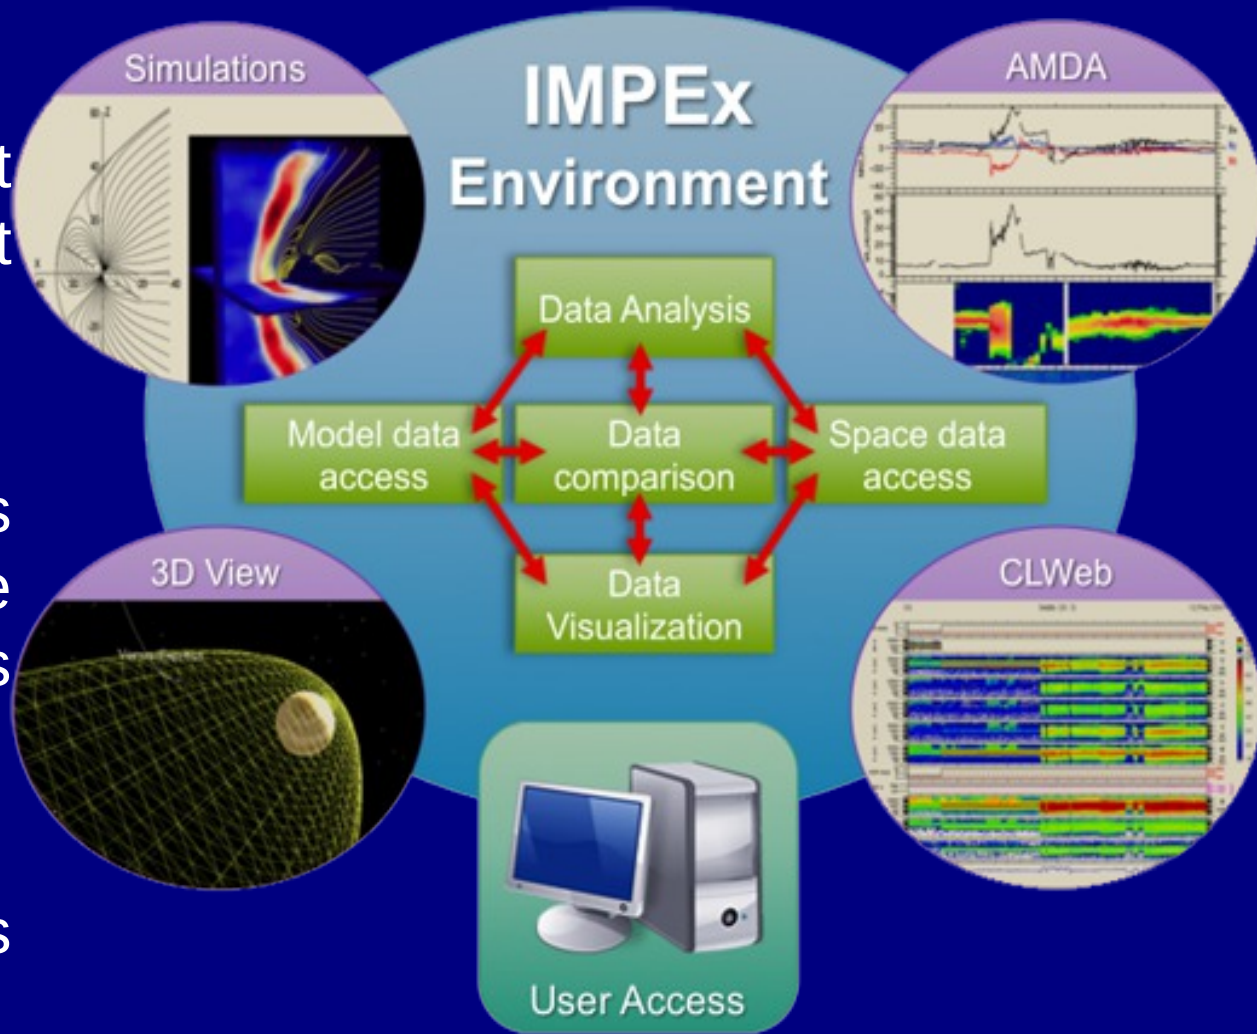 IMPEx
Environment
Simulations
AMDA
t
t
Data Analysis
Model data
access
Data
comparison
Space data
access
s
e
s
3D View
Data
Visualization
CLWeb
s
User Access